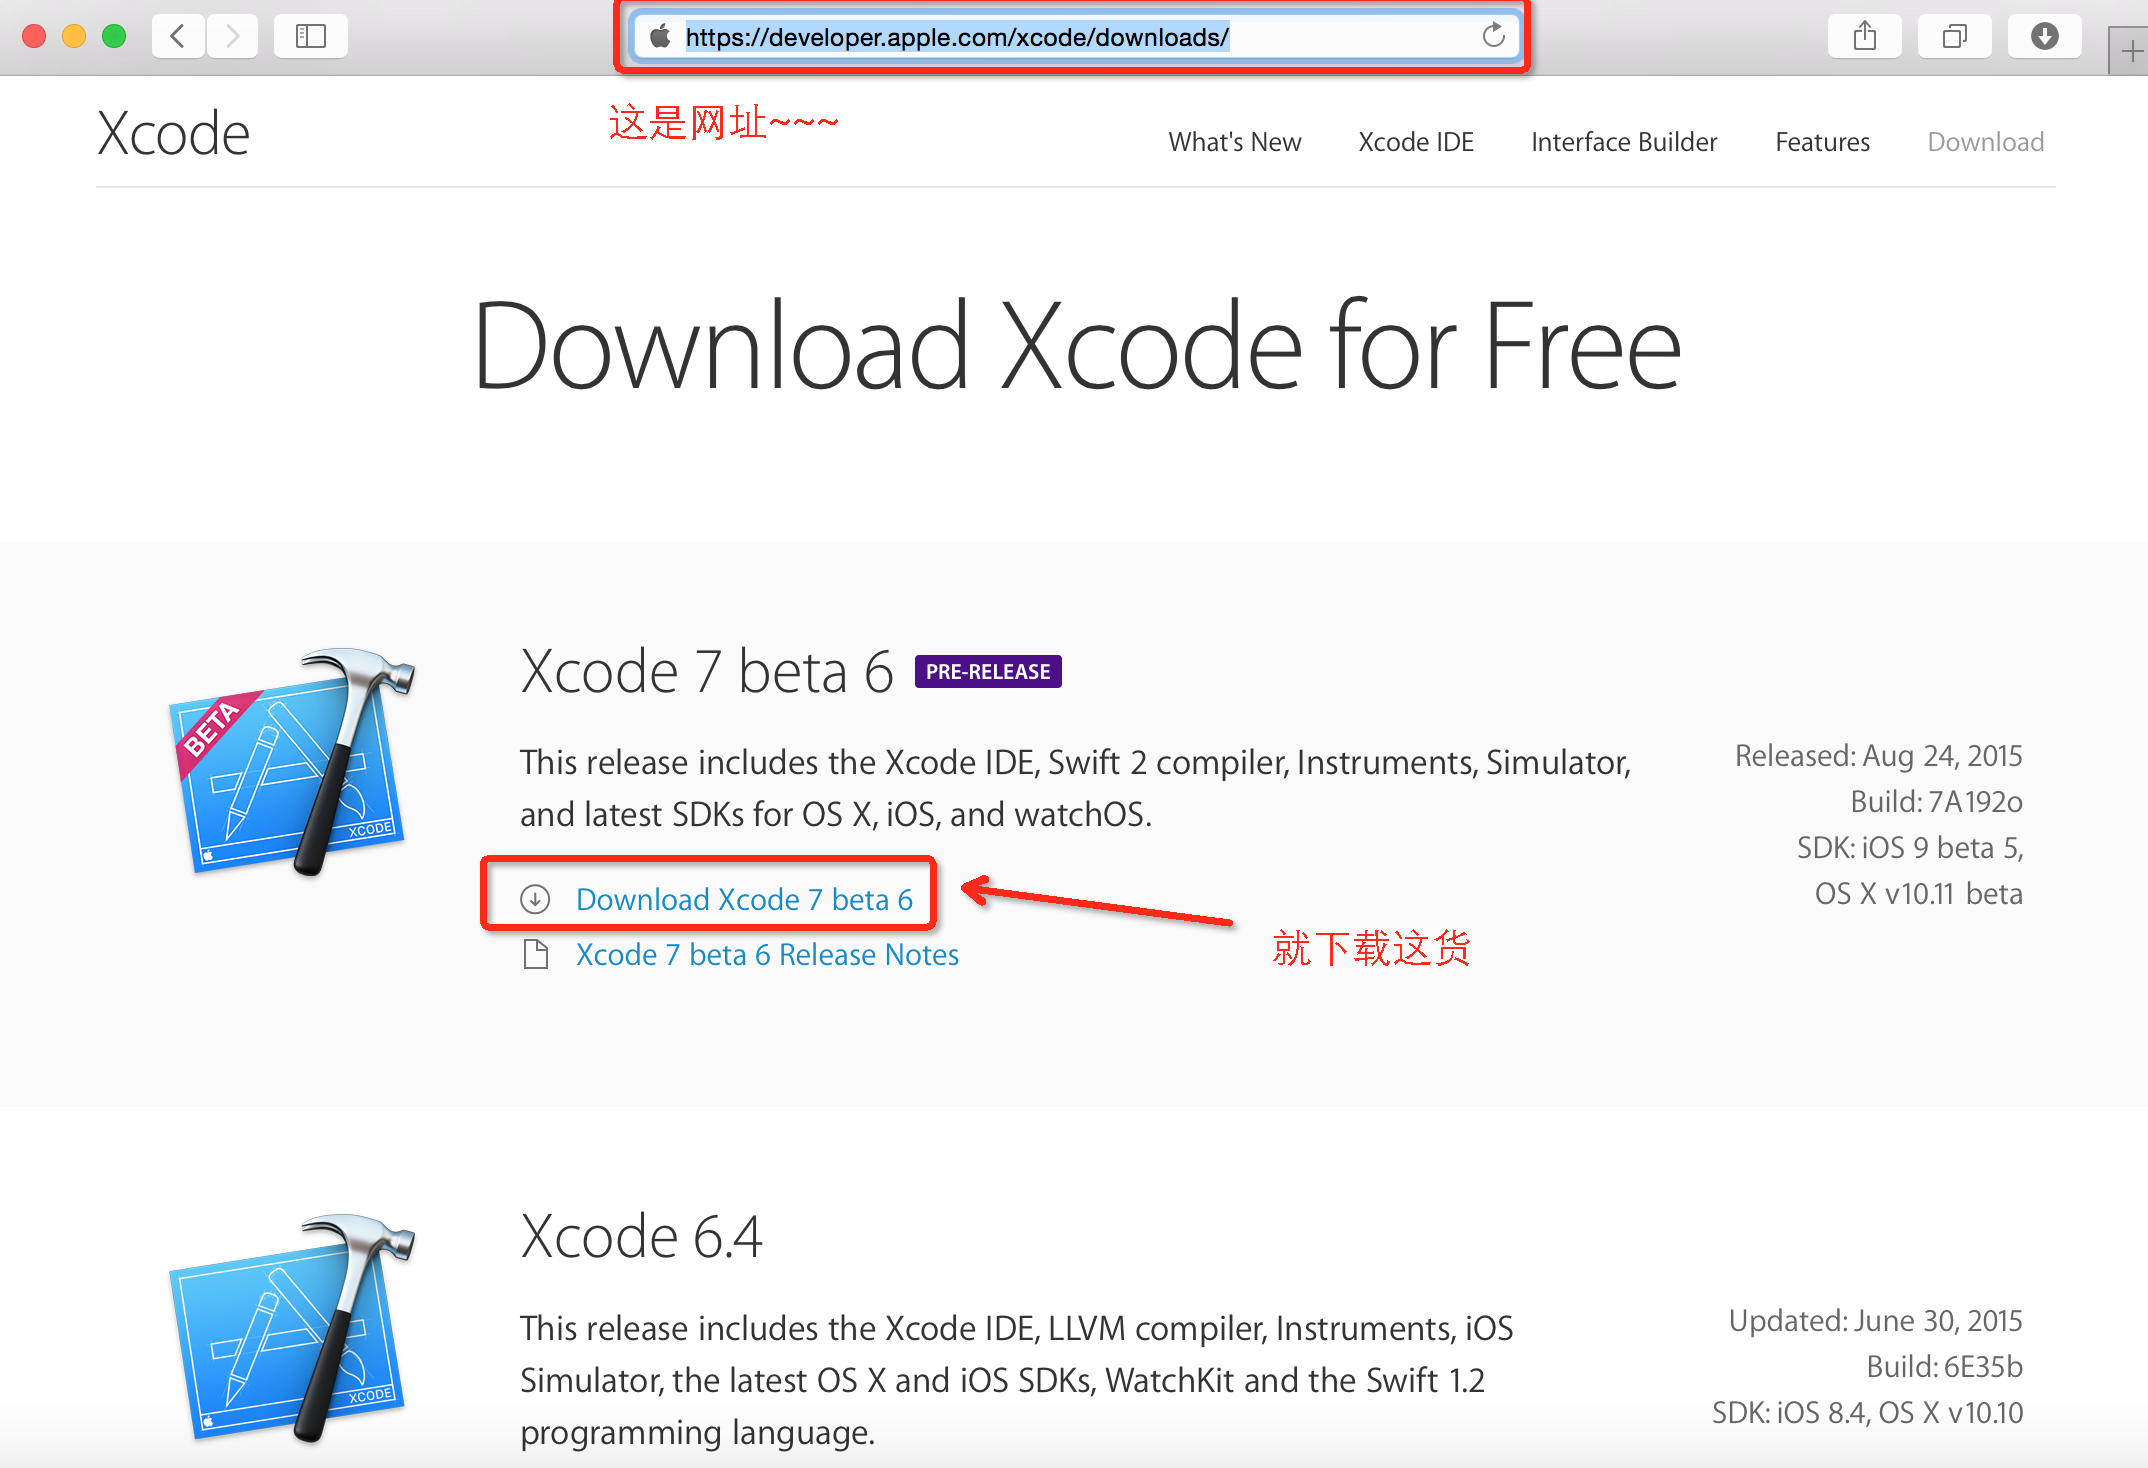 https://developer.apple.com/xcode/downloads/
这是网址~~~
Xcode
What's New
Xcode IDE
Interface Builder
Features
Download
Download Xcode for Free
BETA
XCODE
Xcode 7 beta 6
PRE-RELEASE
This release includes the Xcode IDE, Swift 2 compiler, Instruments, Simulator,
and latest SDKs for OS X, iOS, and watchOS.
Released: Aug 24, 2015
Build: 7A192o
SDK: iOS 9 beta 5,
OS X v10.11 beta
Download Xcode 7 beta 6
就下载这货
Xcode 7 beta 6 Release Notes
XCODE
Xcode 6.4
This release includes the Xcode IDE, LLVM compiler, Instruments, iOS
Simulator, the latest OS X and iOS SDKs, WatchKit and the Swift 1.2
programming language.
Updated: June 30, 2015
Build: 6E35b
SDK: iOS 8.4, OS X v10.10